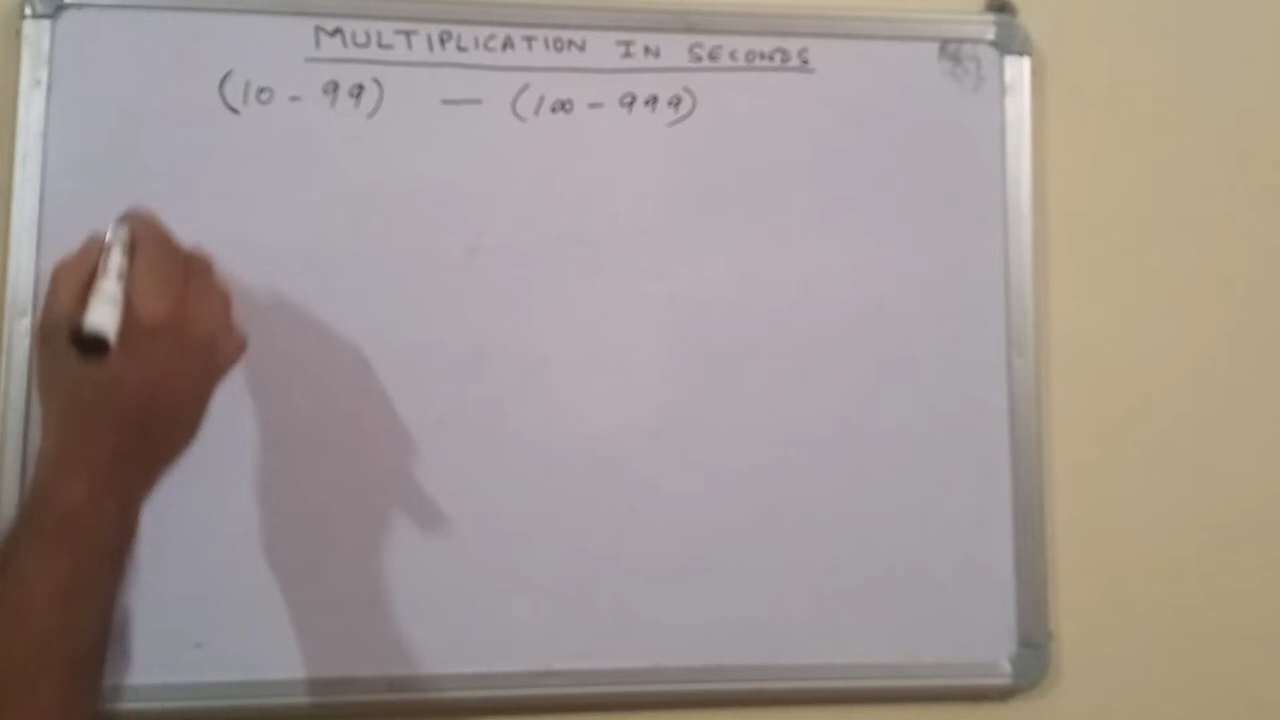 MULTIPLICATION IN SECONDS
(10 - 99) — (100 - 999)